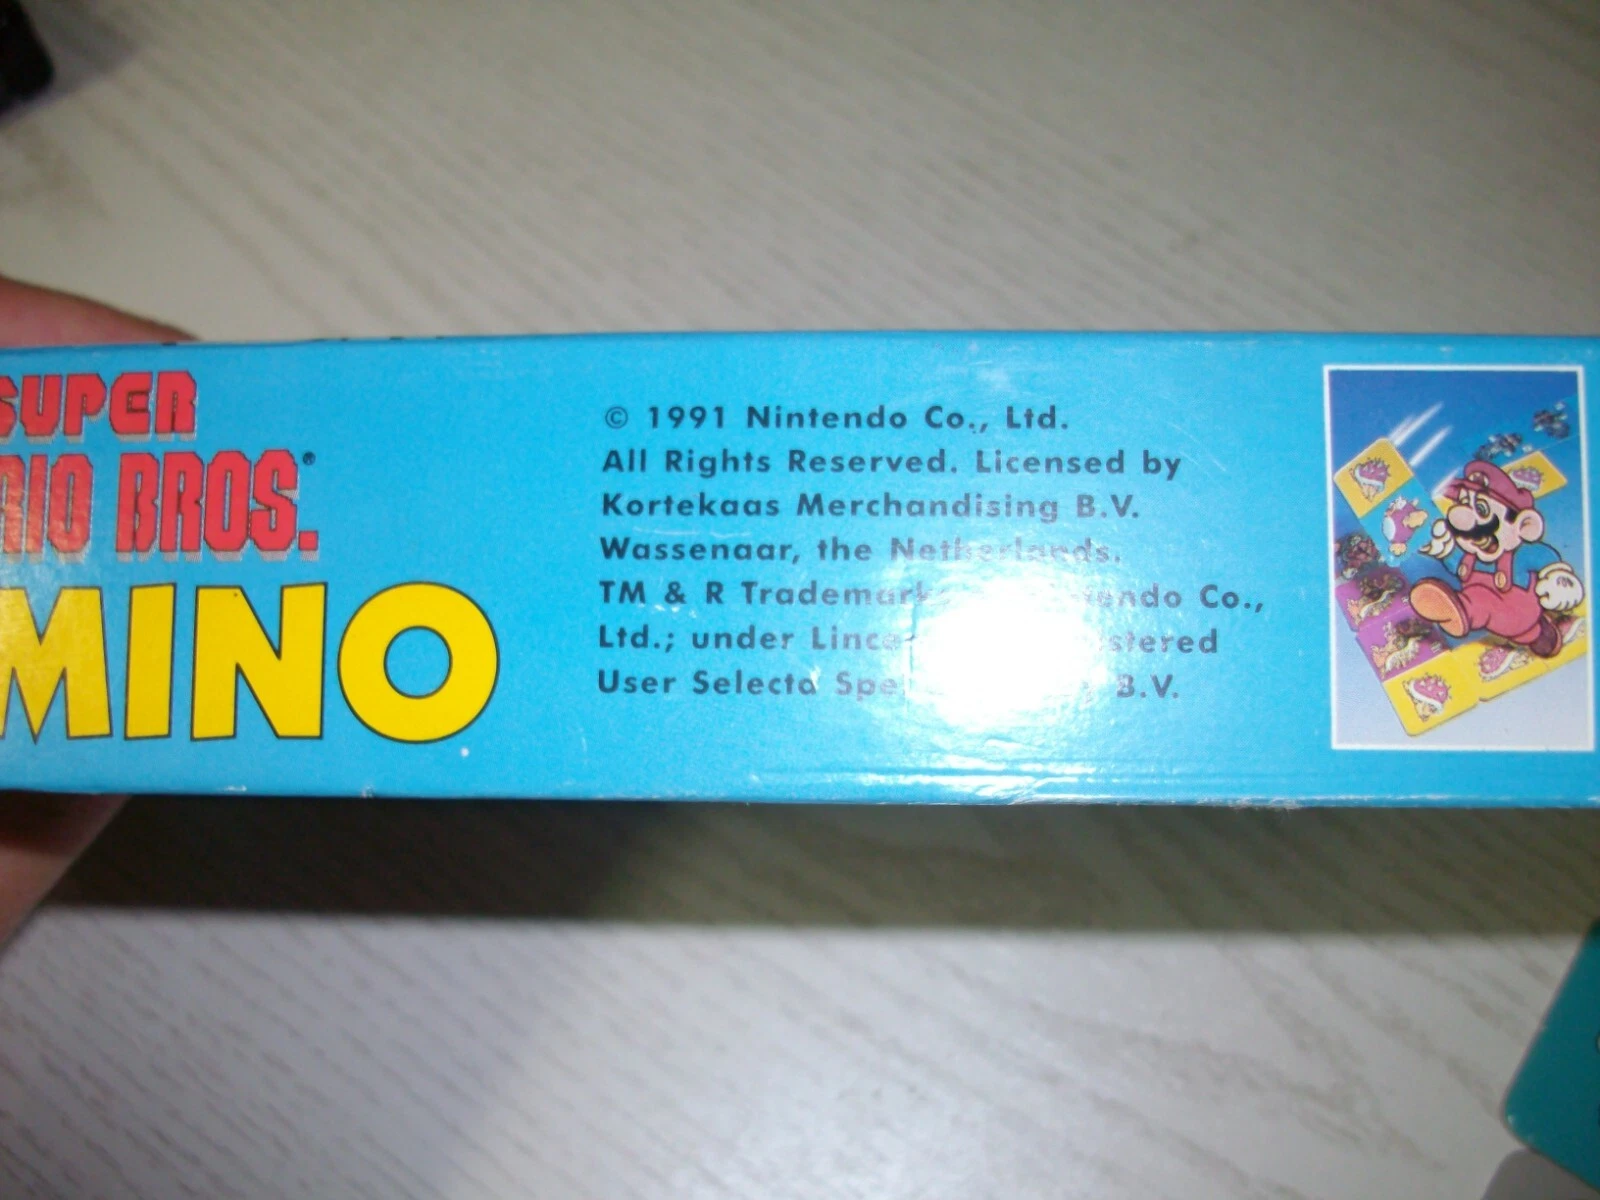 SUPER
BROS.®
MINO
© 1991 Nintendo Co., Ltd.
All Rights Reserved. Licensed by
Kortekaas Merchandising B.V.
Wassenaar, the Netherlands.
TM & R Trademark Co.,
Ltd.; under
User Selecta B.V.